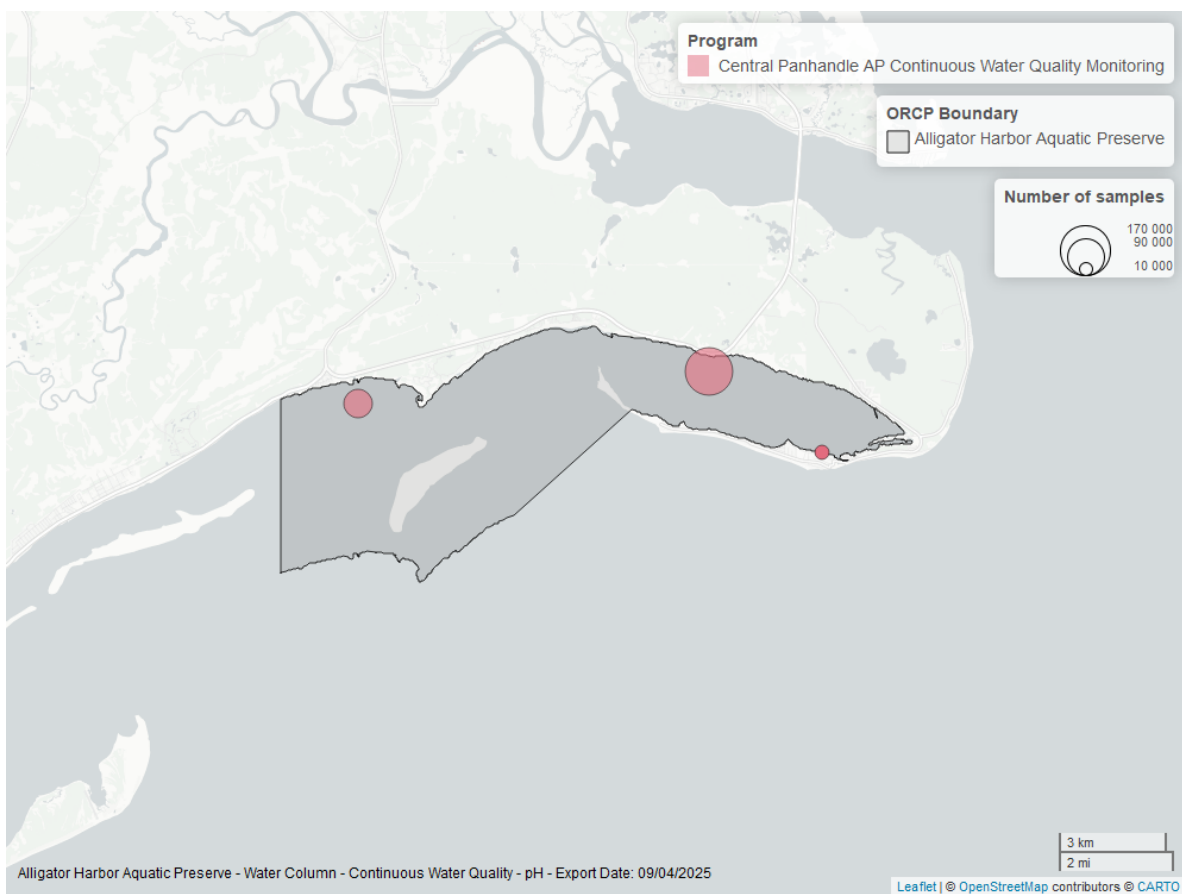 Program
Central Panhandle AP Continuous Water Quality Monitoring
ORCP Boundary
Alligator Harbor Aquatic Preserve
Number of samples
170 000
90 000
10 000
3 km
2 mi
Alligator Harbor Aquatic Preserve - Water Column - Continuous Water Quality - pH - Export Date: 09/04/2025
Leaflet | © OpenStreetMap contributors © CARTO